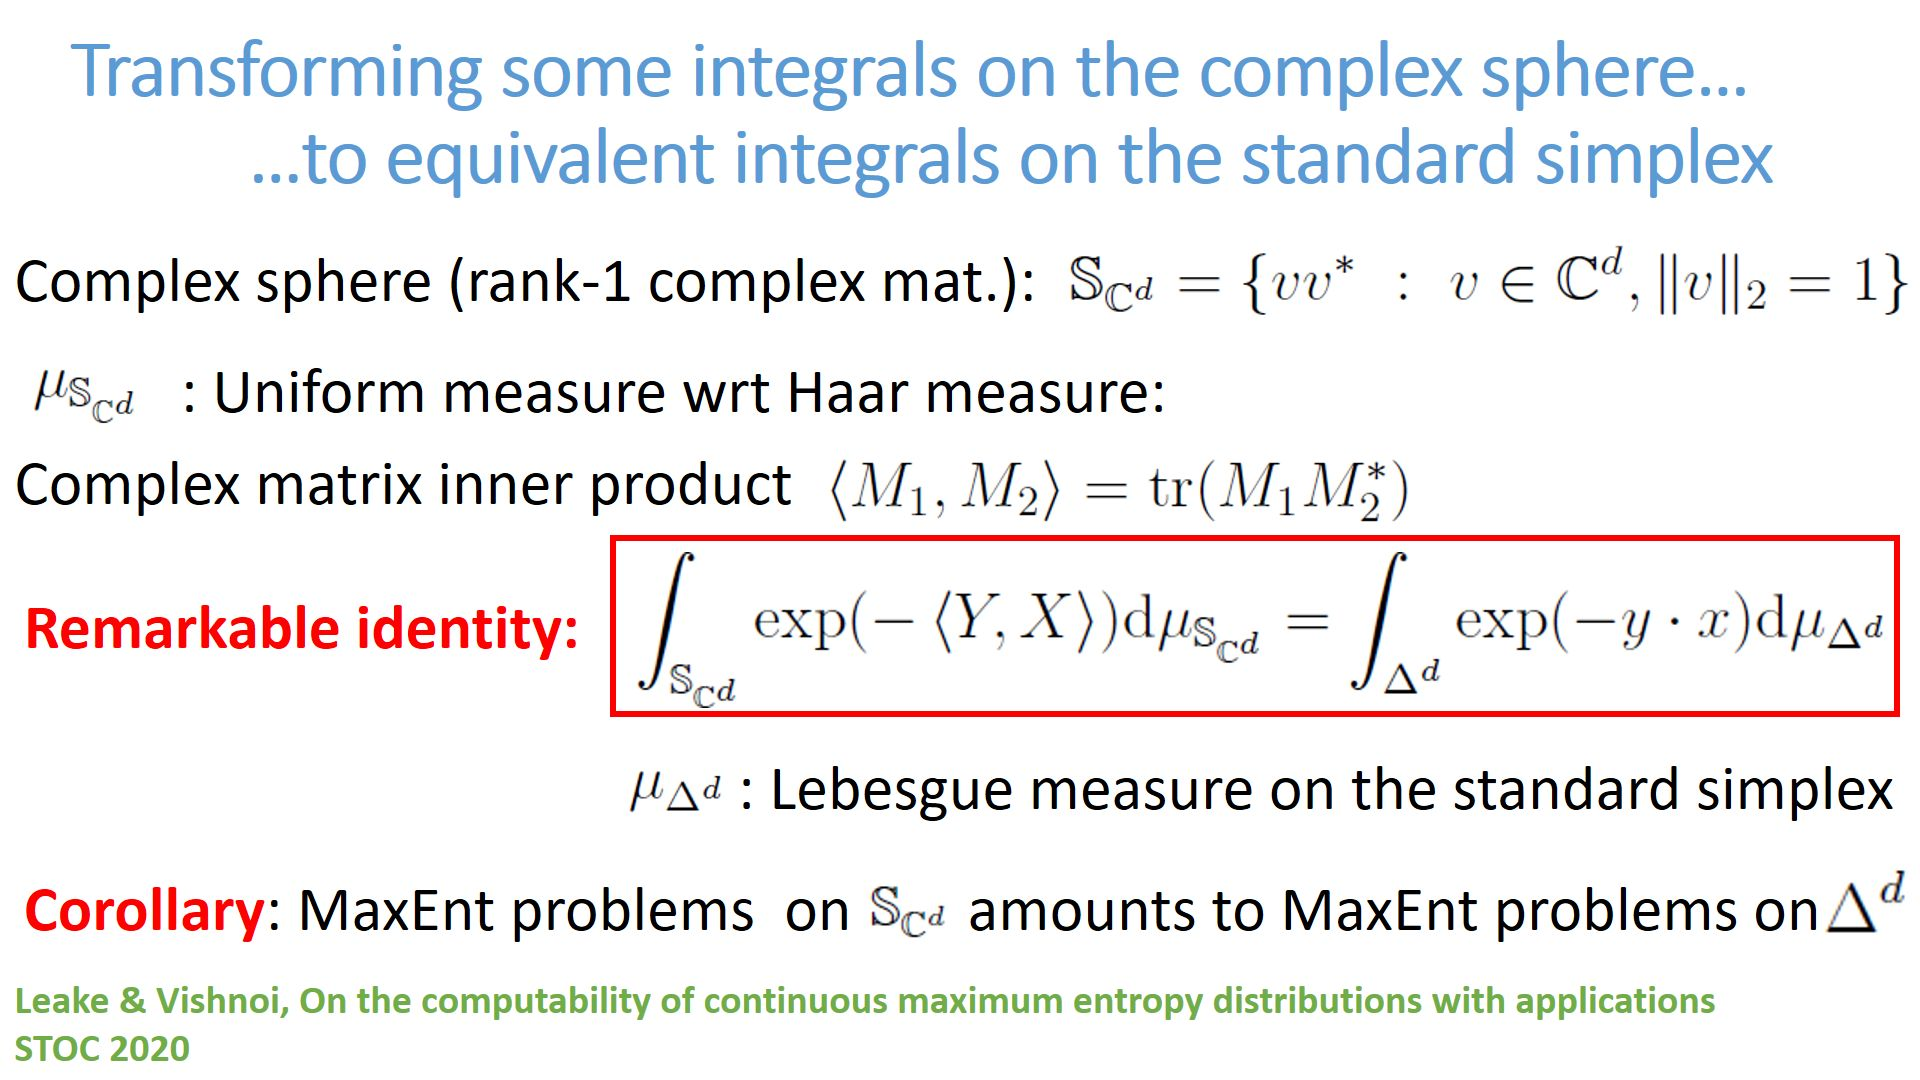 Transforming some integrals on the complex sphere...
...to equivalent integrals on the standard simplex
Complex sphere (rank-1 complex mat.): $\mathbb{S}_{\mathbb{C}^d} = \{vv^* : v \in \mathbb{C}^d, \|v\|_2 = 1\}$
$\mu_{\mathbb{S}_{\mathbb{C}^d}}$ : Uniform measure wrt Haar measure:
Complex matrix inner product $\langle M_1, M_2 \rangle = \mathrm{tr}(M_1 M_2^*)$
Remarkable identity: $\int_{\mathbb{S}_{\mathbb{C}^d}} \exp(-\langle Y, X \rangle) \mathrm{d}\mu_{\mathbb{S}_{\mathbb{C}^d}} = \int_{\Delta^d} \exp(-y \cdot x) \mathrm{d}\mu_{\Delta^d}$
$\mu_{\Delta^d}$ : Lebesgue measure on the standard simplex
Corollary: MaxEnt problems on $\mathbb{S}_{\mathbb{C}^d}$ amounts to MaxEnt problems on $\Delta^d$
Leake & Vishnoi, On the computability of continuous maximum entropy distributions with applications
STOC 2020